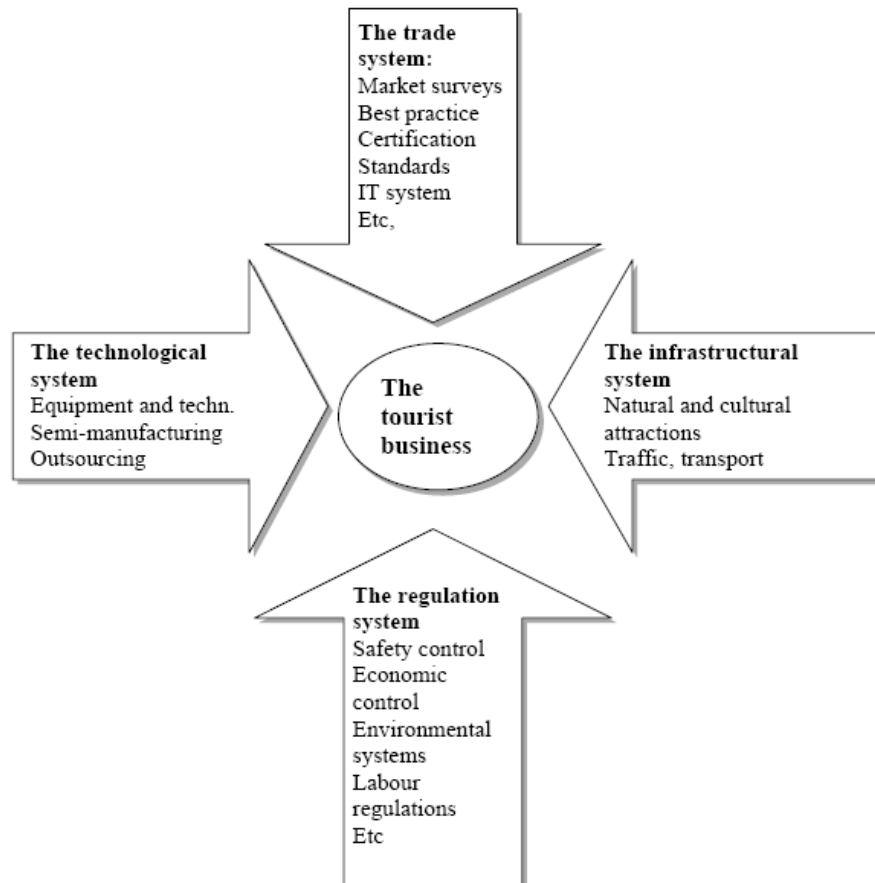 The trade
system:
Market surveys
Best practice
Certification
Standards
IT system
Etc,
The technological
system
Equipment and techn.
Semi-manufacturing
Outsourcing
The
tourist
business
The infrastructural
system
Natural and cultural
attractions
Traffic, transport
The regulation
system
Safety control
Economic
control
Environmental
systems
Labour
regulations
Etc